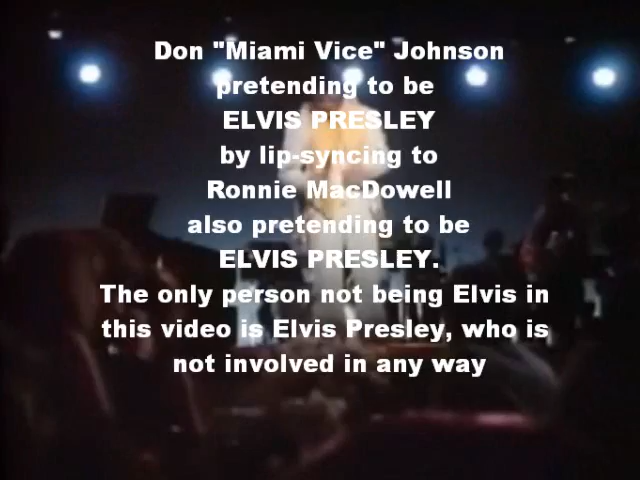 Don "Miami Vice" Johnson
pretending to be
ELVIS PRESLEY
by lip-syncing to
Ronnie MacDowell
also pretending to be
ELVIS PRESLEY.
The only person not being Elvis in
this video is Elvis Presley, who is
not involved in any way